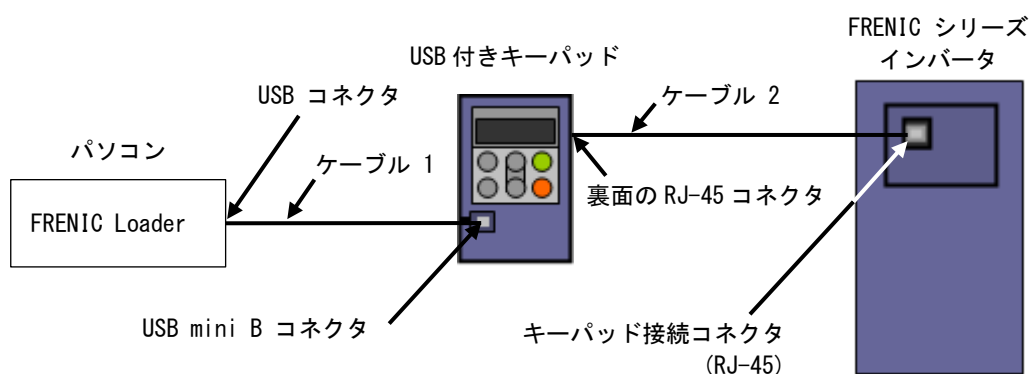 FRENIC シリーズ
インバータ
USB 付きキーパッド
USB コネクタ
ケーブル 2
パソコン
ケーブル 1
裏面の RJ-45 コネクタ
FRENIC Loader
USB mini B コネクタ
キーパッド接続コネクタ
(RJ-45)